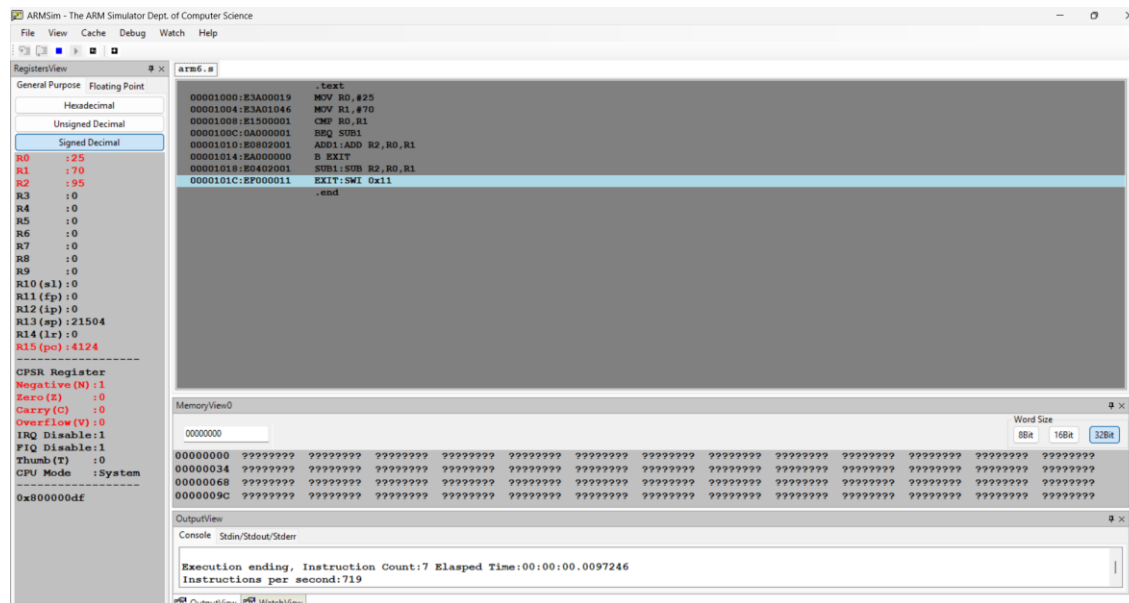 ARMSim - The ARM Simulator Dept. of Computer Science
File View Cache Debug Watch Help
RegistersView
General Purpose Floating Point
Hexadecimal
Unsigned Decimal
Signed Decimal
R0 :25
R1 :70
R2 :95
R3 :0
R4 :0
R5 :0
R6 :0
R7 :0
R8 :0
R9 :0
R10(sl):0
R11(fp):0
R12(ip):0
R13(sp):21504
R14(lr):0
R15(pc):4124
CPSR Register
Negative(N):1
Zero(Z) :0
Carry(C) :0
Overflow(V):0
IRQ Disable:1
FIQ Disable:1
Thumb(T) :0
CPU Mode :System
0x800000df
arm6.s
.text
00001000:E3A00019 MOV R0,#25
00001004:E3A01046 MOV R1,#70
00001008:E1500001 CMP R0,R1
0000100C:0A000001 BEQ SUB1
00001010:E0802001 ADD1:ADD R2,R0,R1
00001014:EA000000 B EXIT
00001018:E0402001 SUB1:SUB R2,R0,R1
0000101C:EF000011 EXIT:SWI 0x11
.end
MemoryView0
Word Size
00000000
8Bit 16Bit 32Bit
00000000 ???????? ???????? ???????? ???????? ???????? ???????? ???????? ???????? ???????? ???????? ???????? ???????? ????????
00000034 ???????? ???????? ???????? ???????? ???????? ???????? ???????? ???????? ???????? ???????? ???????? ???????? ????????
00000068 ???????? ???????? ???????? ???????? ???????? ???????? ???????? ???????? ???????? ???????? ???????? ???????? ????????
0000009C ???????? ???????? ???????? ???????? ???????? ???????? ???????? ???????? ???????? ???????? ???????? ???????? ????????
OutputView
Console Stdin/Stdout/Stderr
Execution ending, Instruction Count:7 Elasped Time:00:00:00.0097246
Instructions per second:719
OutputView WatchView